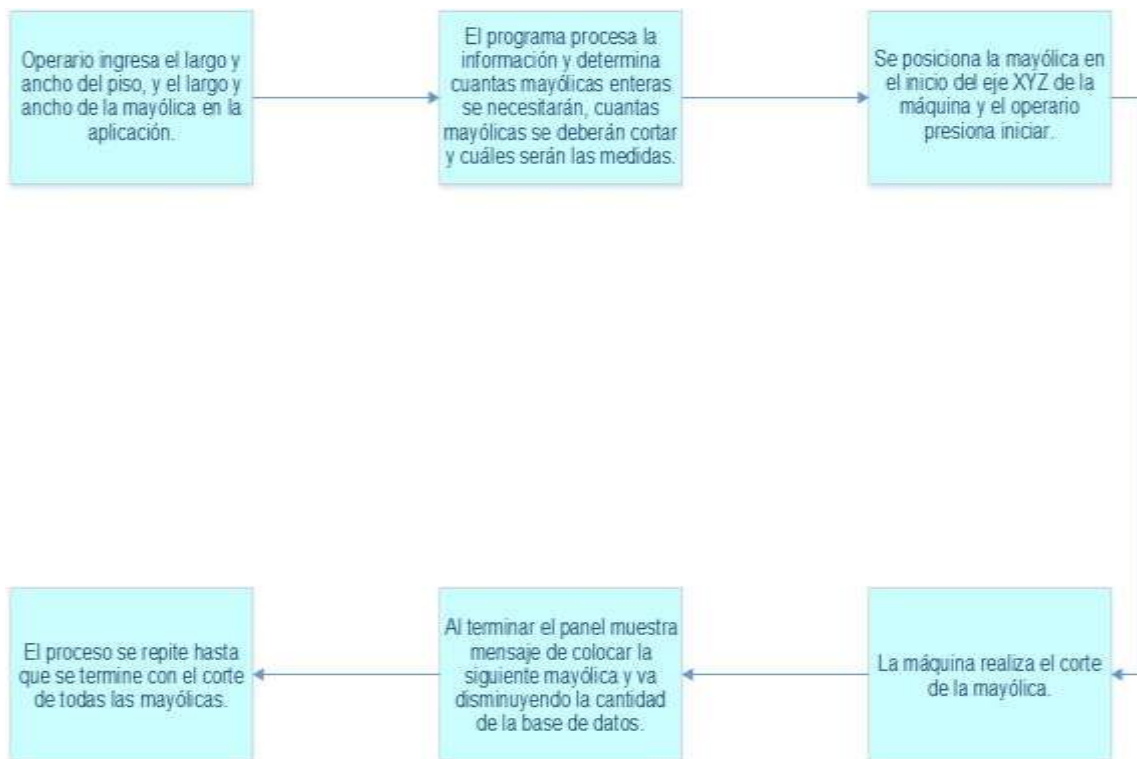 Operario ingresa el largo y
ancho del piso, y el largo y
ancho de la mayólica en la
aplicación.
El programa procesa la
información y determina
cuantas mayólicas enteras
se necesitarán, cuantas
mayólicas se deberán cortar
y cuáles serán las medidas.
Se posiciona la mayólica en
el inicio del eje XYZ de la
máquina y el operario
presiona iniciar.
La máquina realiza el corte
de la mayólica.
Al terminar el panel muestra
mensaje de colocar la
siguiente mayólica y va
disminuyendo la cantidad
de la base de datos.
El proceso se repite hasta
que se termine con el corte
de todas las mayólicas.